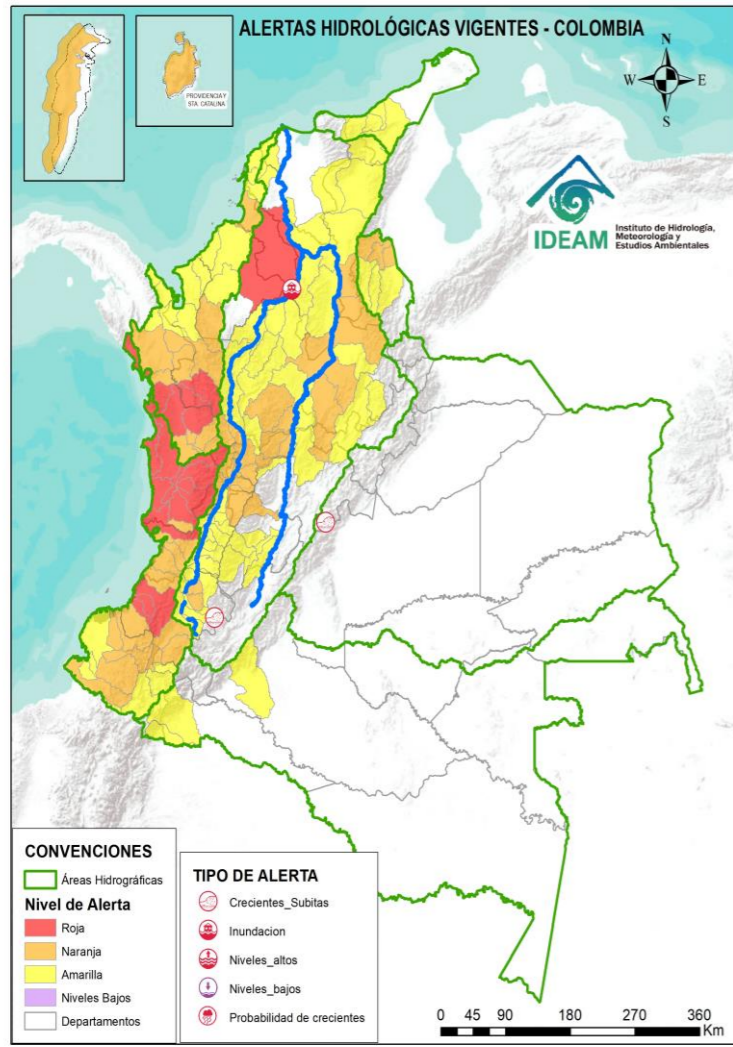 ALERTAS HIDROLÓGICAS VIGENTES - COLOMBIA
PROVIDENCIA Y
STA. CATALINA
N
W
E
S
IDEAM
Instituto de Hidrología,
Meteorología y
Estudios Ambientales
CONVENCIONES
Áreas Hidrográficas
Nivel de Alerta
Roja
Naranja
Amarilla
Niveles Bajos
Departamentos
TIPO DE ALERTA
Crecientes_Subitas
Inundacion
Niveles_altos
Niveles_bajos
Probabilidad de crecientes
0 45 90 180 270 360
Km